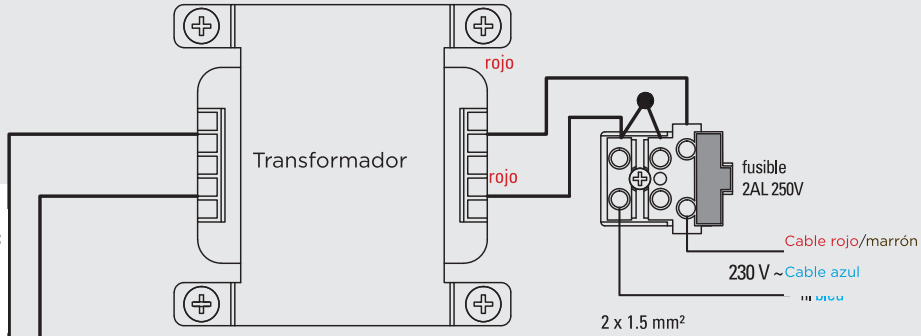 rojo
Transformador
rojo
fusible
2AL 250V
Cable rojo/marrón
230 V ~ Cable azul
2 x 1.5 mm²